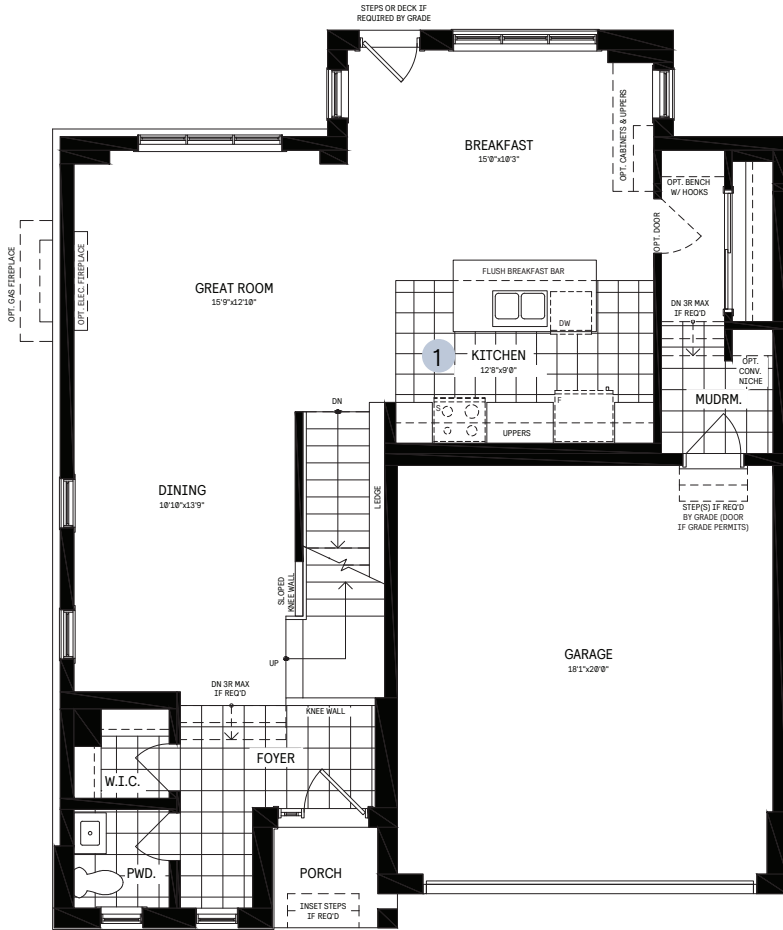 STEPS OR DECK IF
REQUIRED BY GRADE
BREAKFAST
15'0"x10'3"
OPT. CABINETS & UPPERS
OPT. BENCH
W/ HOOKS
OPT. DOOR
OPT. GAS FIREPLACE
OPT. ELEC. FIREPLACE
GREAT ROOM
15'9"x12'10"
FLUSH BREAKFAST BAR
DW
DN 3R MAX
IF REQ'D
1
KITCHEN
12'8"x9'0"
OPT.
CONV.
NICHE
MUDRM.
S
F
UPPERS
DN
LEDGE
DINING
10'10"x13'9"
STEP(S) IF REQ'D
BY GRADE (DOOR
IF GRADE PERMITS)
SLOPED
KNEE WALL
UP
GARAGE
18'1"x20'0"
DN 3R MAX
IF REQ'D
KNEE WALL
FOYER
W.I.C.
PWD.
PORCH
INSET STEPS
IF REQ'D